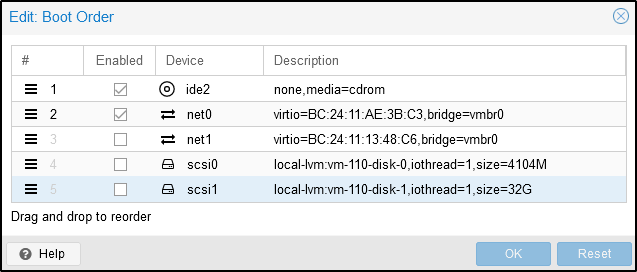 Edit: Boot Order
# Enabled Device Description
1 ide2 none,media=cdrom
2 net0 virtio=BC:24:11:AE:3B:C3,bridge=vmbr0
3 net1 virtio=BC:24:11:13:48:C6,bridge=vmbr0
4 scsi0 local-lvm:vm-110-disk-0,iothread=1,size=4104M
5 scsi1 local-lvm:vm-110-disk-1,iothread=1,size=32G
Drag and drop to reorder
? Help OK Reset